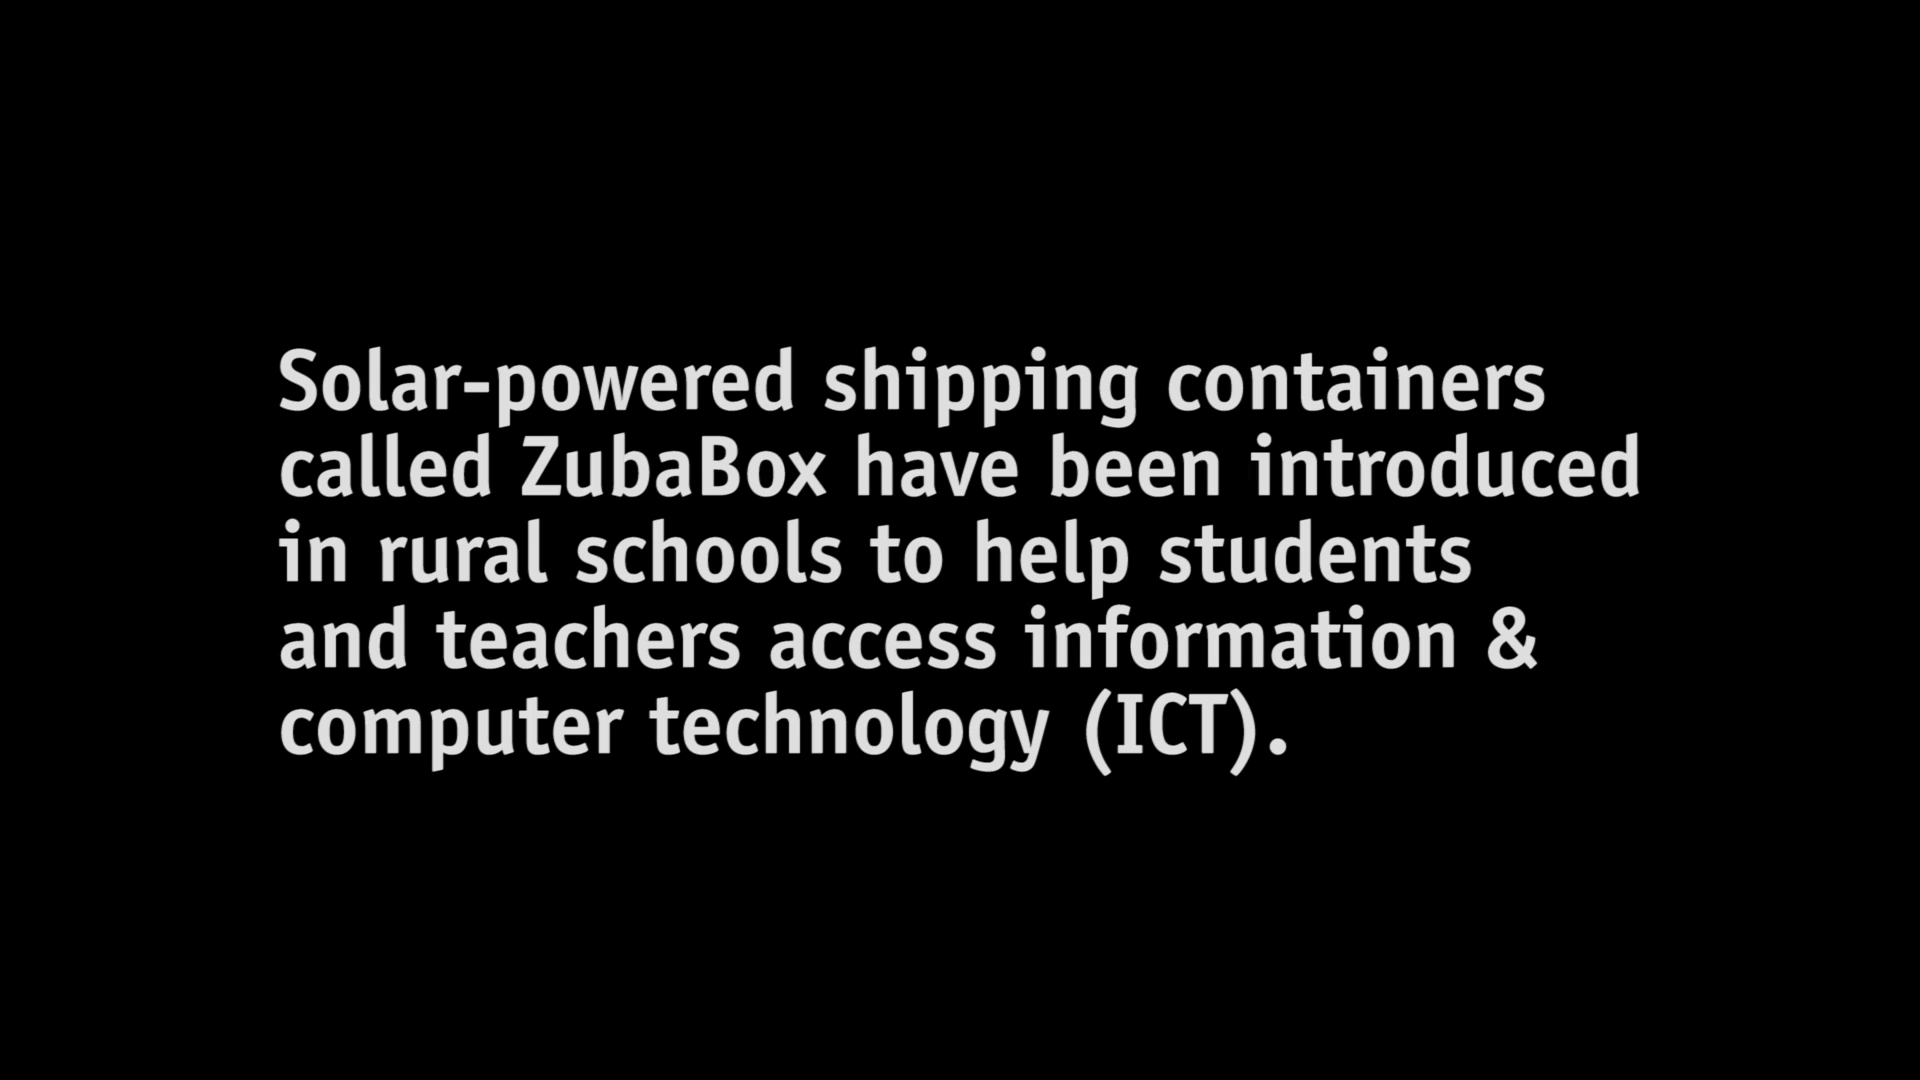 Solar-powered shipping containers
called ZubaBox have been introduced
in rural schools to help students
and teachers access information &
computer technology (ICT).